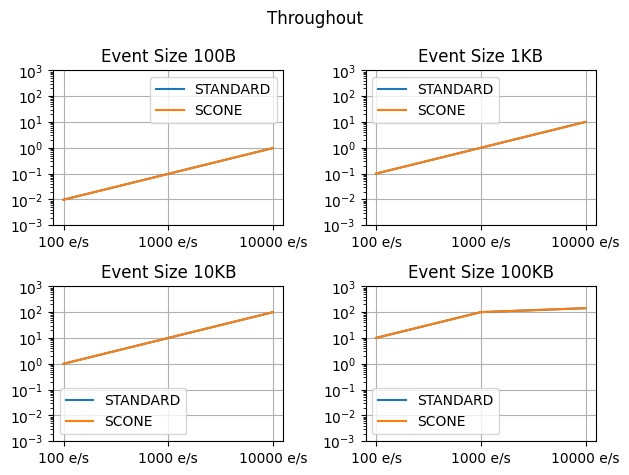 Throughout
Event Size 100B
10³
10²
10¹
10⁰
10⁻¹
10⁻²
10⁻³
STANDARD
SCONE
100 e/s
1000 e/s
10000 e/s
Event Size 1KB
10³
10²
10¹
10⁰
10⁻¹
10⁻²
10⁻³
STANDARD
SCONE
100 e/s
1000 e/s
10000 e/s
Event Size 10KB
10³
10²
10¹
10⁰
10⁻¹
10⁻²
10⁻³
STANDARD
SCONE
100 e/s
1000 e/s
10000 e/s
Event Size 100KB
10³
10²
10¹
10⁰
10⁻¹
10⁻²
10⁻³
STANDARD
SCONE
100 e/s
1000 e/s
10000 e/s